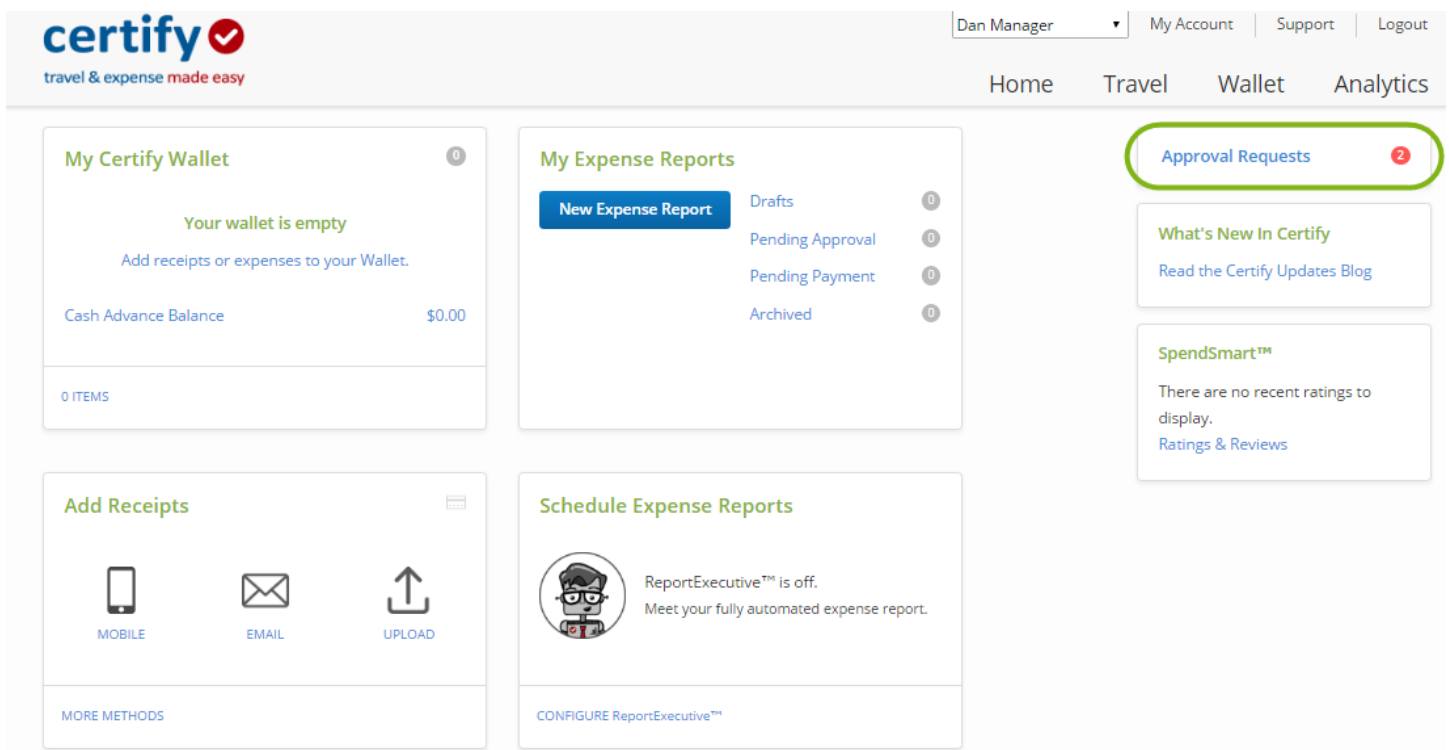 certify
travel & expense made easy
Dan Manager
My Account
Support
Logout
Home
Travel
Wallet
Analytics
My Certify Wallet
0
Your wallet is empty
Add receipts or expenses to your Wallet.
Cash Advance Balance
$0.00
0 ITEMS
My Expense Reports
New Expense Report
Drafts
0
Pending Approval
0
Pending Payment
0
Archived
0
Approval Requests
2
What's New In Certify
Read the Certify Updates Blog
SpendSmart™
There are no recent ratings to
display.
Ratings & Reviews
Add Receipts
MOBILE
EMAIL
UPLOAD
MORE METHODS
Schedule Expense Reports
ReportExecutive™ is off.
Meet your fully automated expense report.
CONFIGURE ReportExecutive™